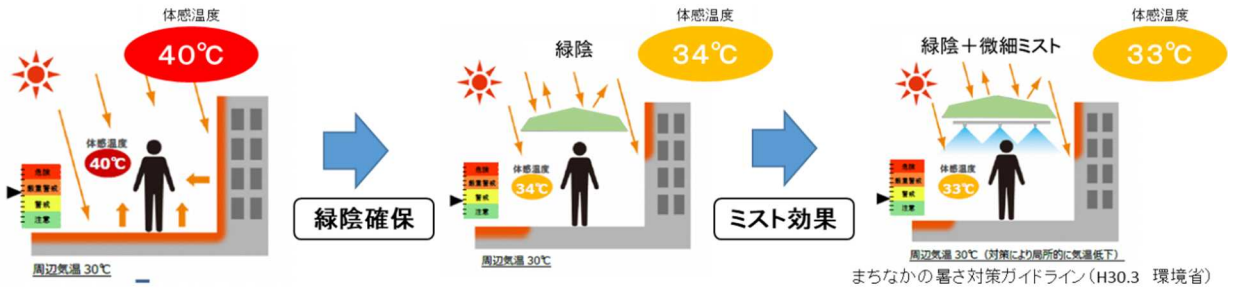 体感温度
40℃
体感温度
40℃
危険
厳重警戒
警戒
注意
周辺気温 30℃
緑陰確保
緑陰
体感温度
34℃
体感温度
34℃
危険
厳重警戒
警戒
注意
周辺気温 30℃
ミスト効果
緑陰＋微細ミスト
体感温度
33℃
体感温度
33℃
危険
厳重警戒
警戒
注意
周辺気温 30℃（対策により局所的に気温低下）
まちなかの暑さ対策ガイドライン（H30.3　環境省）